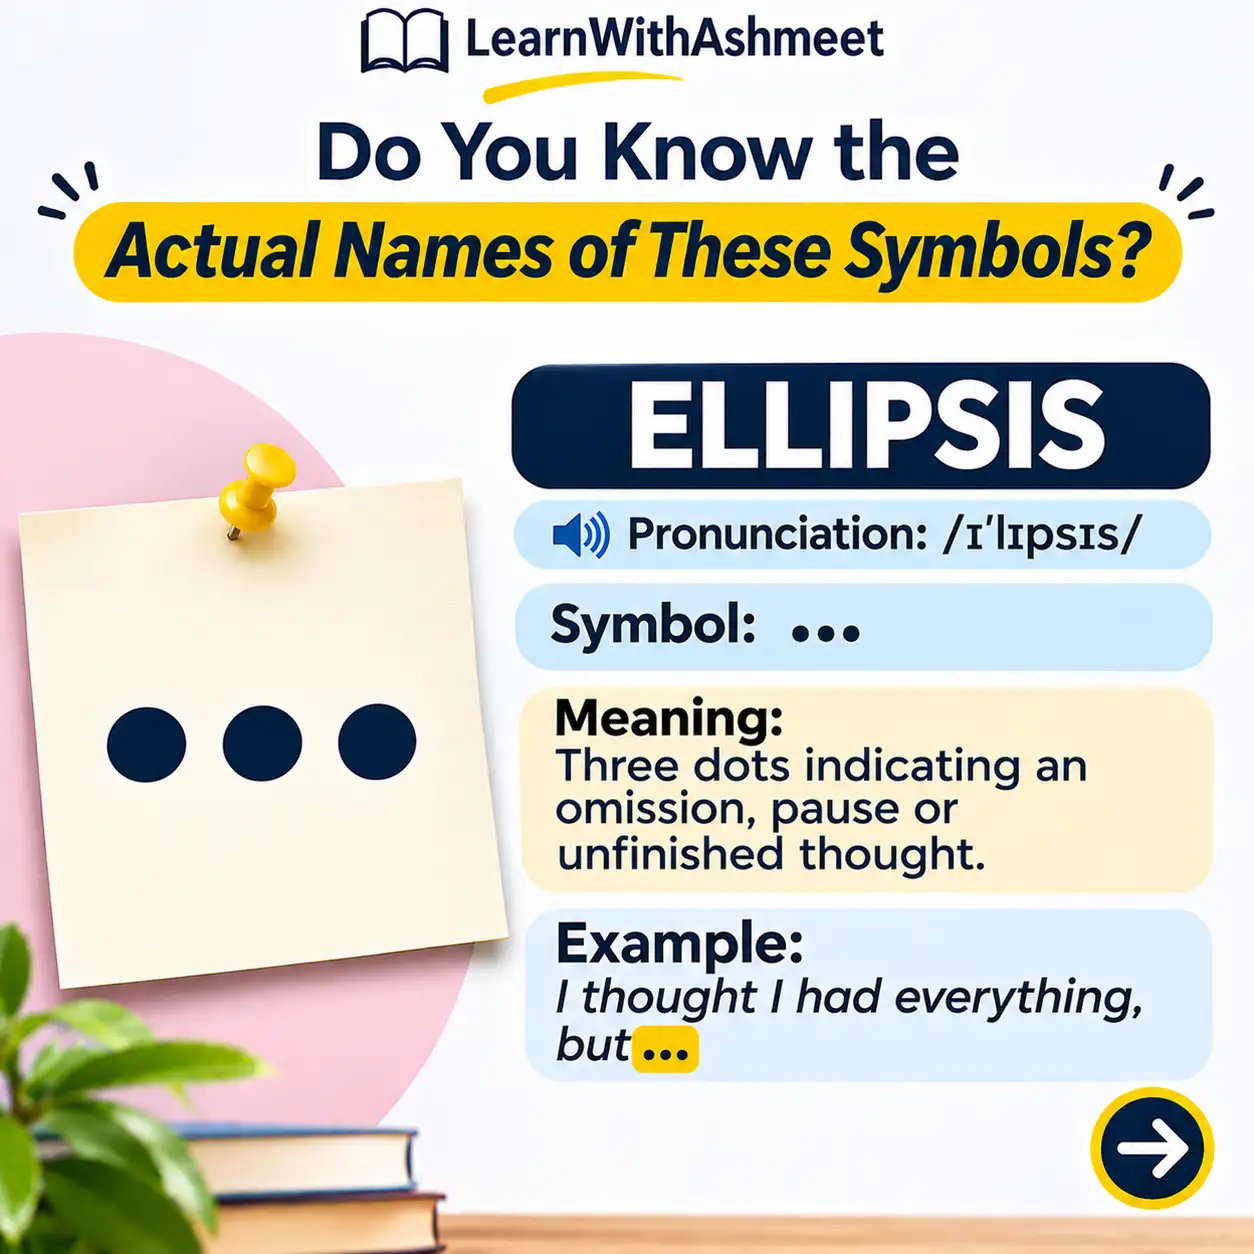 LearnWithAshmeet
Do You Know the
Actual Names of These Symbols?
ELLIPSIS
Pronunciation: /ɪˈlɪpsɪs/
Symbol: •••
Meaning:
Three dots indicating an
omission, pause or
unfinished thought.
Example:
I thought I had everything,
but...